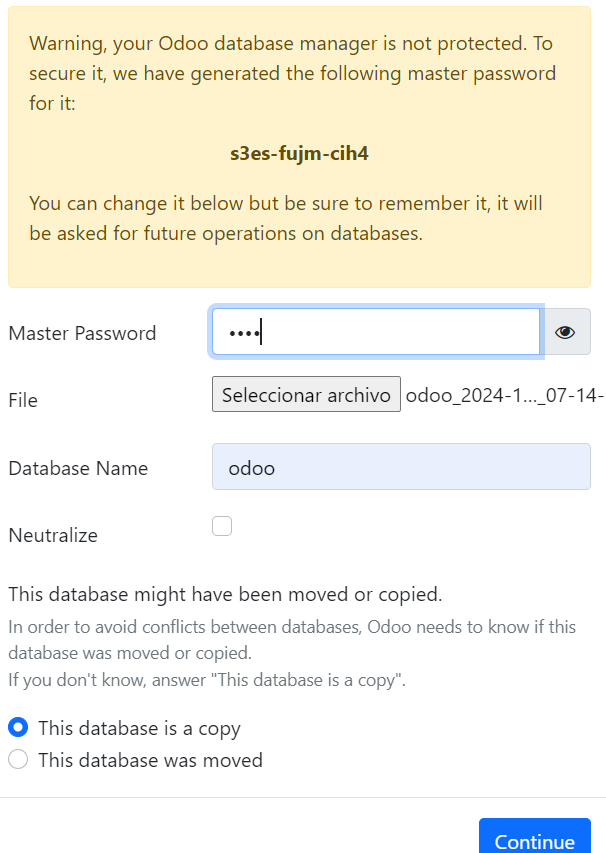 Warning, your Odoo database manager is not protected. To
secure it, we have generated the following master password
for it:
s3es-fujm-cih4
You can change it below but be sure to remember it, it will
be asked for future operations on databases.
Master Password ••••
File Seleccionar archivo odoo_2024-1…_07-14-
Database Name odoo
Neutralize
This database might have been moved or copied.
In order to avoid conflicts between databases, Odoo needs to know if this
database was moved or copied.
If you don't know, answer "This database is a copy".
This database is a copy
This database was moved
Continue